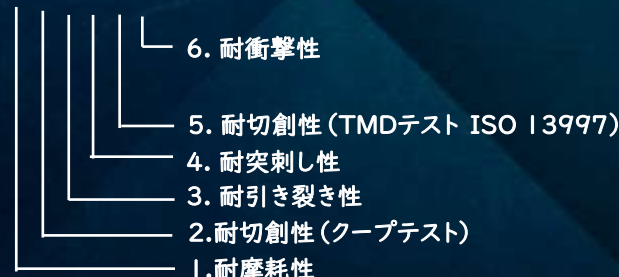 6. 耐衝撃性
5. 耐切創性(TMDテスト ISO 13997)
4. 耐突刺し性
3. 耐引き裂き性
2.耐切創性(クープテスト)
1.耐摩耗性